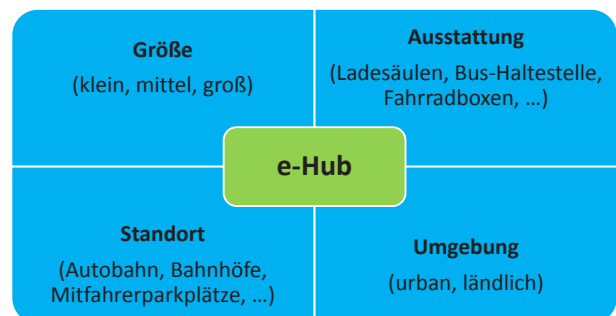 Größe
(klein, mittel, groß)
Ausstattung
(Ladesäulen, Bus-Haltestelle,
Fahrradboxen, ...)
e-Hub
Standort
(Autobahn, Bahnhöfe,
Mitfahrerparkplätze, ...)
Umgebung
(urban, ländlich)